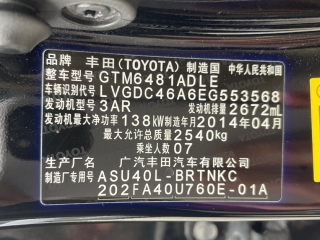 品牌 丰田(TOYOTA) 制造国 中华人民共和国
整车型号 GTM6481ADLE
车辆识别代号 LVGDC46A6EG553568
发动机型号 3AR 发动机排量 2672mL
发动机最大净功率 138kW 制造年月 2014年04月
最大允许总质量 2540kg
乘坐人数 07
广汽丰田汽车有限公司
制造厂专用号 ASU40L-BRTNKC
202FA40U760E-01A